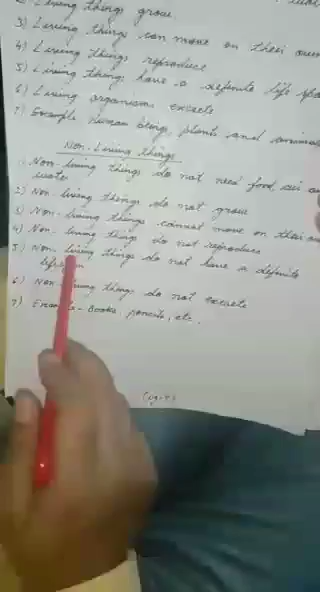 2) Living things grow.
3) Living things can move on their own
4) Living things reproduce
5) Living things have a definite life span
6) Living organisms excrete
7) Example human being, plants and animals
Non-Living things
1) Non-living things do not need food, air and
water
2) Non-living things do not grow
3) Non-living things cannot move on their own
4) Non-living things do not reproduce
5) Non-living things do not have a definite
lifespan
6) Non-living things do not excrete
7) Example - Books, pencils, etc.